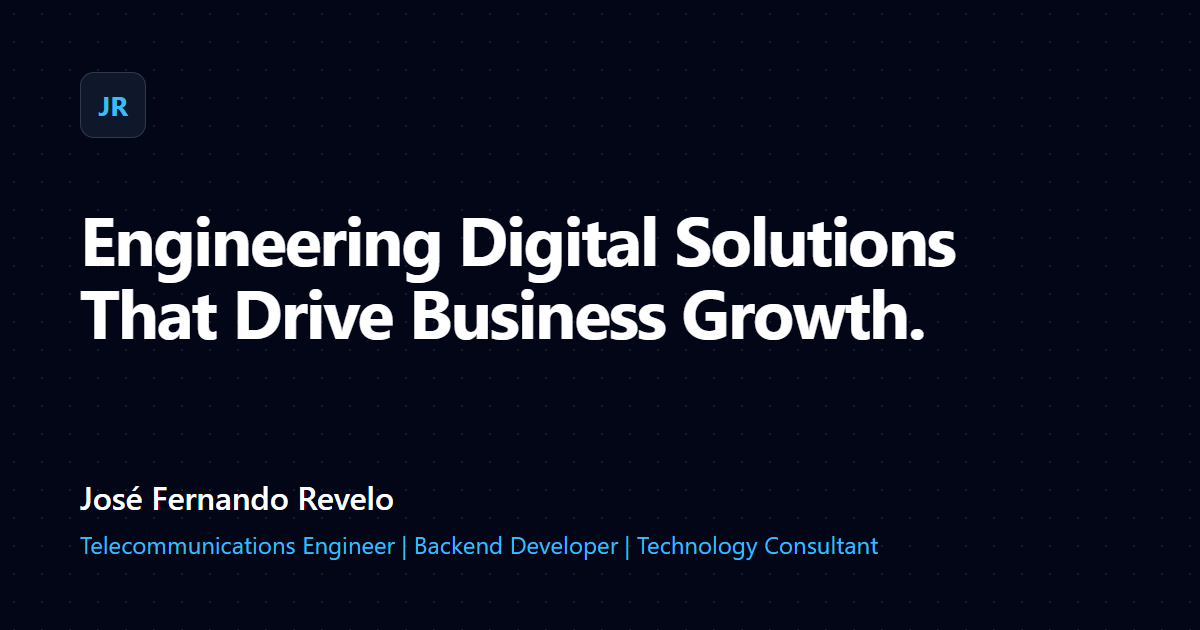 JR
Engineering Digital Solutions
That Drive Business Growth.
José Fernando Revelo
Telecommunications Engineer | Backend Developer | Technology Consultant